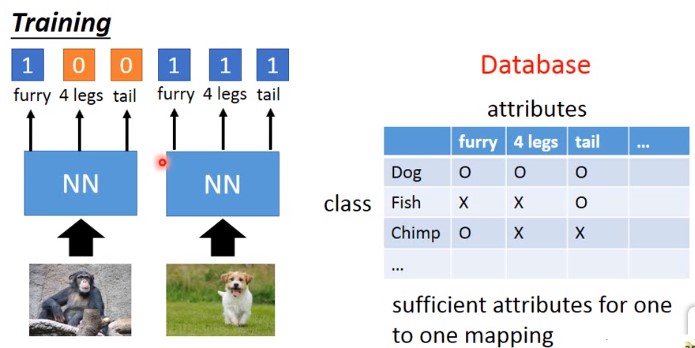 Training
1 0 0 1 1 1
furry 4 legs tail furry 4 legs tail
NN NN
Database
attributes
furry 4 legs tail ...
class
Dog O O O
Fish X X O
Chimp O X X
...
sufficient attributes for one
to one mapping